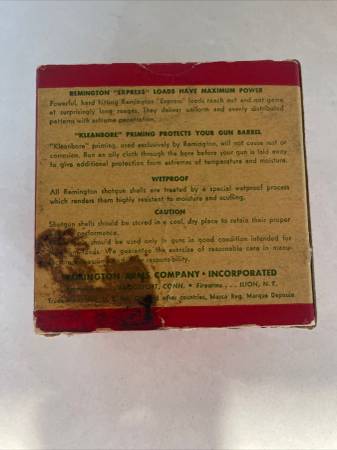 REMINGTON "EXPRESS" LOADS HAVE MAXIMUM POWER
Powerful, hard hitting Remington "Express" loads reach out and get game
at surprisingly long ranges. They deliver uniform and evenly distributed
patterns with extreme penetration.
"KLEANBORE" PRIMING PROTECTS YOUR GUN BARREL
"Kleanbore" priming, used exclusively by Remington, will not cause rust or
corrosion. Run an oily cloth through the bore before your gun is laid away
to give additional protection from extremes of temperature and moisture.
WETPROOF
All Remington shotgun shells are treated by a special wetproof process
which renders them highly resistant to moisture and scuffing.
CAUTION
Shotgun shells should be stored in a cool, dry place to retain their proper
performance.
should be used only in guns in good condition intended for
We guarantee the exercise of reasonable care in manu-
responsibility.
REMINGTON ARMS COMPANY • INCORPORATED
CONN. • Firearms . . . ILION, N. Y.
and other countries, Marca Reg. Marque Deposée